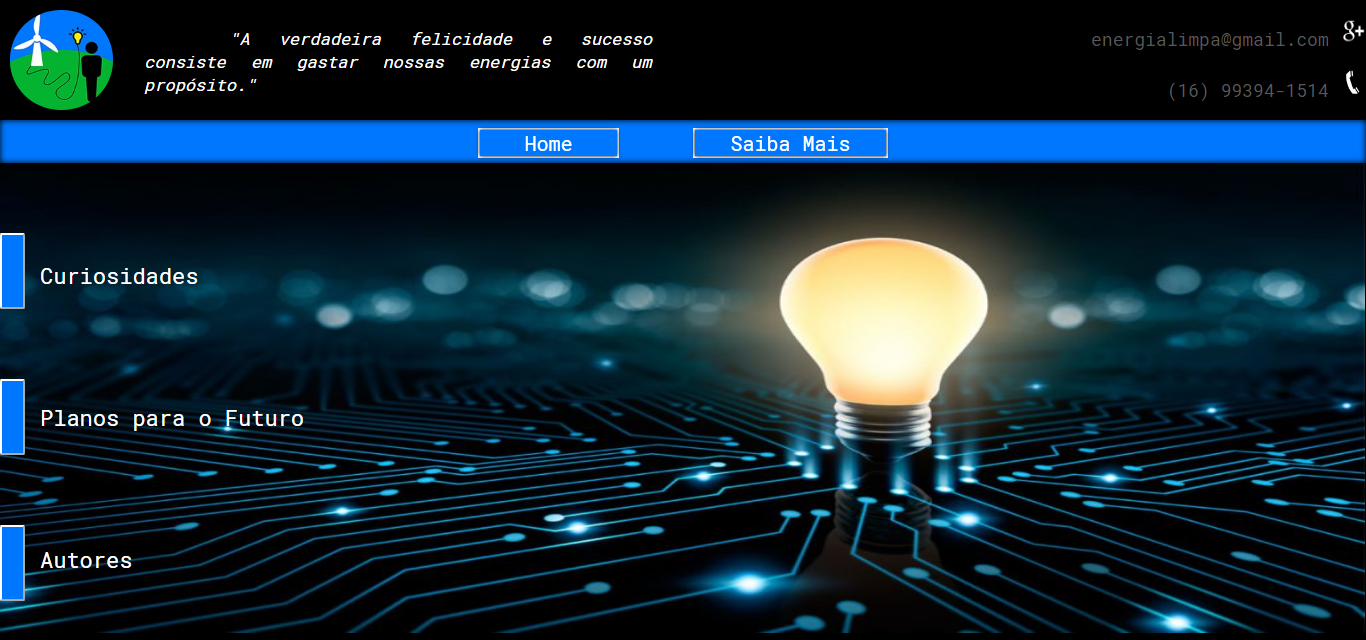 "A verdadeira felicidade e sucesso
consiste em gastar nossas energias com um
propósito."
energialimpa@gmail.com
g+
(16) 99394-1514
Home
Saiba Mais
Curiosidades
Planos para o Futuro
Autores